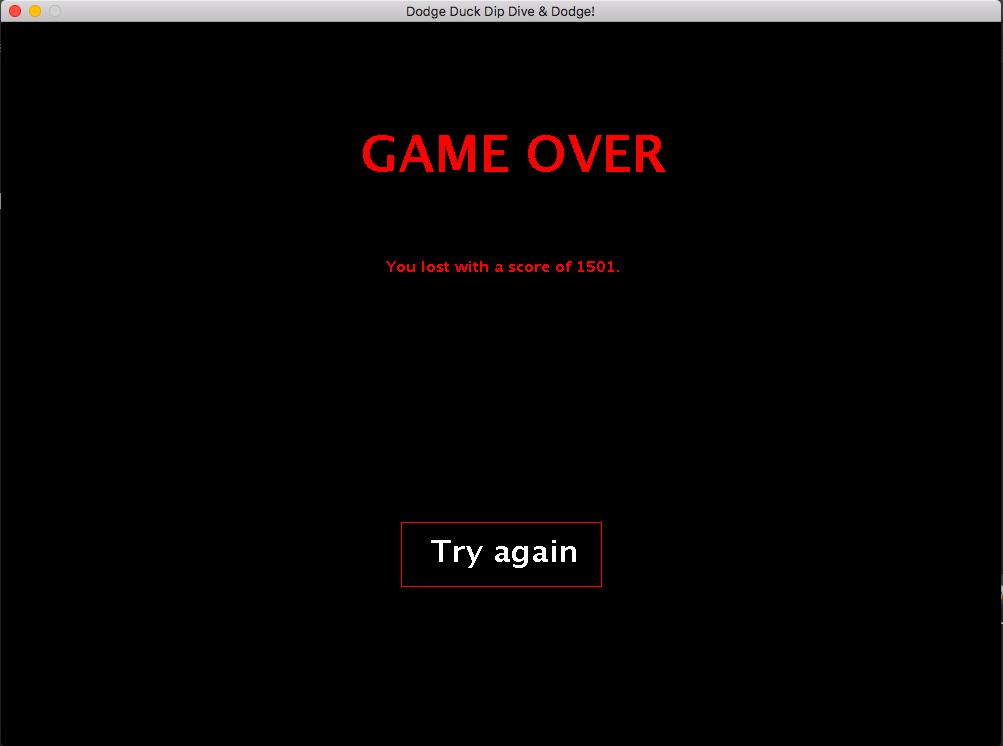 Dodge Duck Dip Dive & Dodge!
GAME OVER
You lost with a score of 1501.
Try again